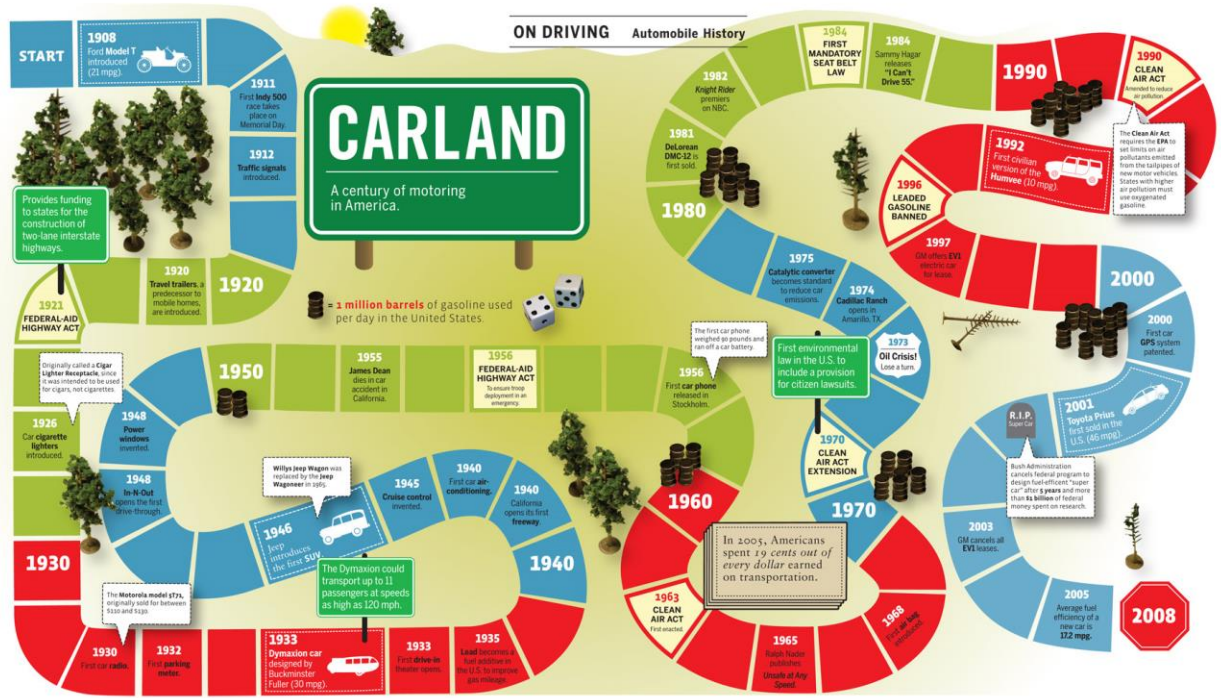 ON DRIVING Automobile History
START
1908
Ford Model T
introduced
(21 mpg).
1911
First Indy 500
race takes
place on
Memorial Day.
1912
Traffic signals
introduced.
CARLAND
A century of motoring
in America.
= 1 million barrels of gasoline used
per day in the United States.
1920
1920
Travel trailers, a
predecessor to
mobile homes,
are introduced.
Provides funding
to states for the
construction of
two-lane interstate
highways.
1921
FEDERAL-AID
HIGHWAY ACT
Originally called a Cigar
Lighter Receptacle, since
it was intended to be used
for cigars, not cigarettes.
1926
Car cigarette
lighters
introduced.
1930
The Motorola model 5T71,
originally sold for between
$110 and $130.
1930
First car radio.
1932
First parking
meter.
1933
Dymaxion car
designed by
Buckminster
Fuller (30 mpg).
The Dymaxion could
transport up to 11
passengers at speeds
as high as 120 mph.
1933
First drive-in
theater opens.
1935
Lead becomes a
fuel additive in
the U.S. to improve
gas mileage.
1940
1940
California
opens its first
freeway.
1940
First car air-
conditioning.
1945
Cruise control
invented.
Willys Jeep Wagon was
replaced by the Jeep
Wagoneer in 1965.
1946
Jeep
introduces
the first SUV.
1948
In-N-Out
opens the first
drive-through.
1948
Power
windows
invented.
1950
1955
James Dean
dies in car
accident in
California.
1956
FEDERAL-AID
HIGHWAY ACT
To ensure troop
deployment in an
emergency.
The first car phone
weighed 90 pounds and
ran off a car battery.
1956
First car phone
released in
Stockholm.
1960
1963
CLEAN
AIR ACT
First enacted.
1965
Ralph Nader
publishes
Unsafe at Any
Speed.
1968
First air bag
introduced.
In 2005, Americans
spent 19 cents out of
every dollar earned
on transportation.
1970
1970
CLEAN
AIR ACT
EXTENSION
First environmental
law in the U.S. to
include a provision
for citizen lawsuits.
1973
Oil Crisis!
Lose a turn.
1974
Cadillac Ranch
opens in
Amarillo, TX.
1975
Catalytic converter
becomes standard
to reduce car
emissions.
1980
1981
DeLorean
DMC-12 is
first sold.
1982
Knight Rider
premiers
on NBC.
1984
FIRST
MANDATORY
SEAT BELT
LAW
1984
Sammy Hagar
releases
"I Can't
Drive 55."
1990
1990
CLEAN
AIR ACT
Amended to reduce
air pollution.
The Clean Air Act
requires the EPA to
set limits on air
pollutants emitted
from the tailpipes of
new motor vehicles.
States with higher
air pollution must
use oxygenated
gasoline.
1992
First civilian
version of the
Humvee (10 mpg).
1996
LEADED
GASOLINE
BANNED
1997
GM offers EV1
electric car
for lease.
2000
2000
First car
GPS system
patented.
2001
Toyota Prius
first sold in the
U.S. (46 mpg).
R.I.P.
Super Car
Bush Administration
cancels federal program to
design fuel-efficent "super
car" after 5 years and more
than $1 billion of federal
money spent on research.
2003
GM cancels all
EV1 leases.
2005
Average fuel
efficiency of a
new car is
17.2 mpg.
2008